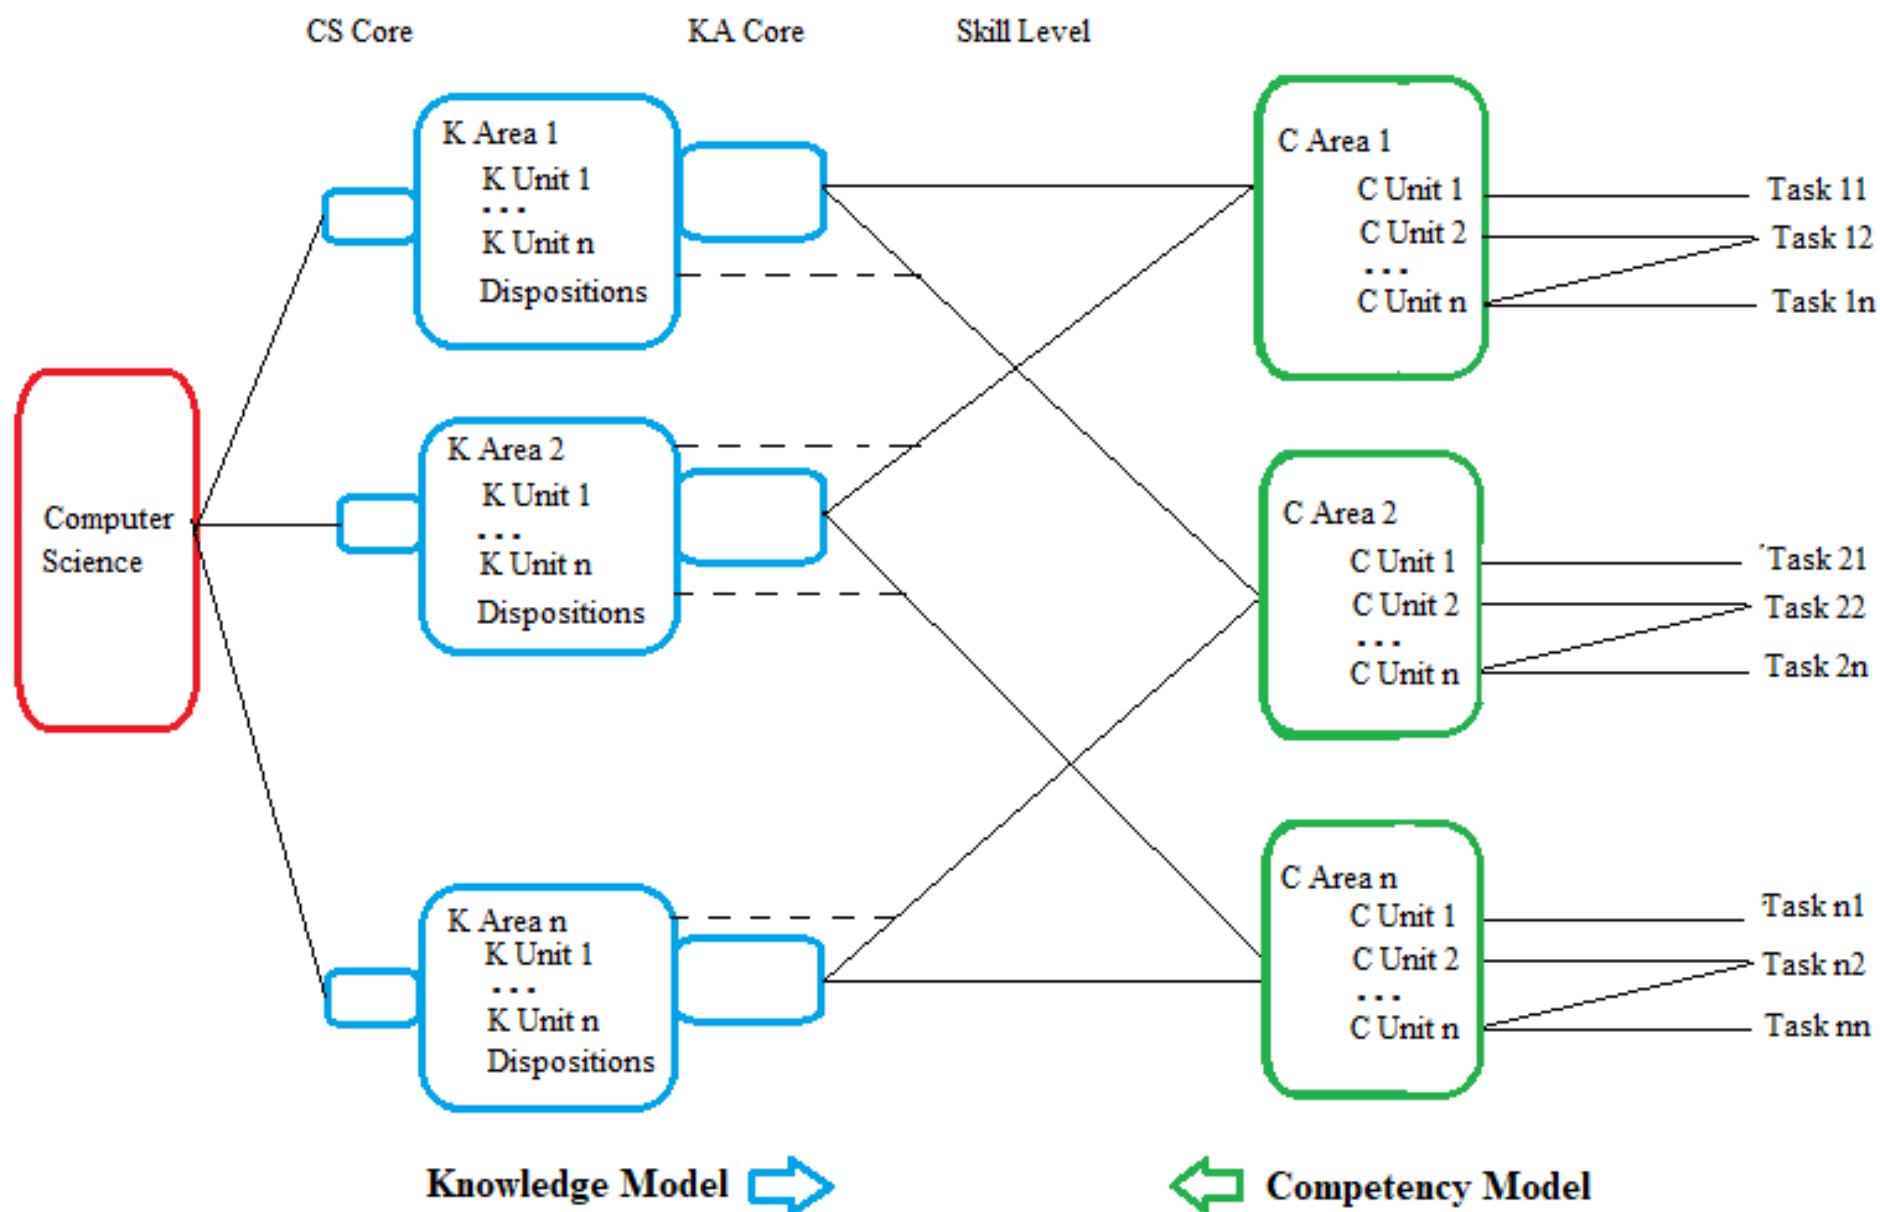 CS Core
KA Core
Skill Level
Computer
Science
K Area 1
K Unit 1
...
K Unit n
Dispositions
K Area 2
K Unit 1
...
K Unit n
Dispositions
K Area n
K Unit 1
...
K Unit n
Dispositions
C Area 1
C Unit 1
C Unit 2
...
C Unit n
Task 11
Task 12
Task 1n
C Area 2
C Unit 1
C Unit 2
...
C Unit n
Task 21
Task 22
Task 2n
C Area n
C Unit 1
C Unit 2
...
C Unit n
Task n1
Task n2
Task nn
Knowledge Model
Competency Model